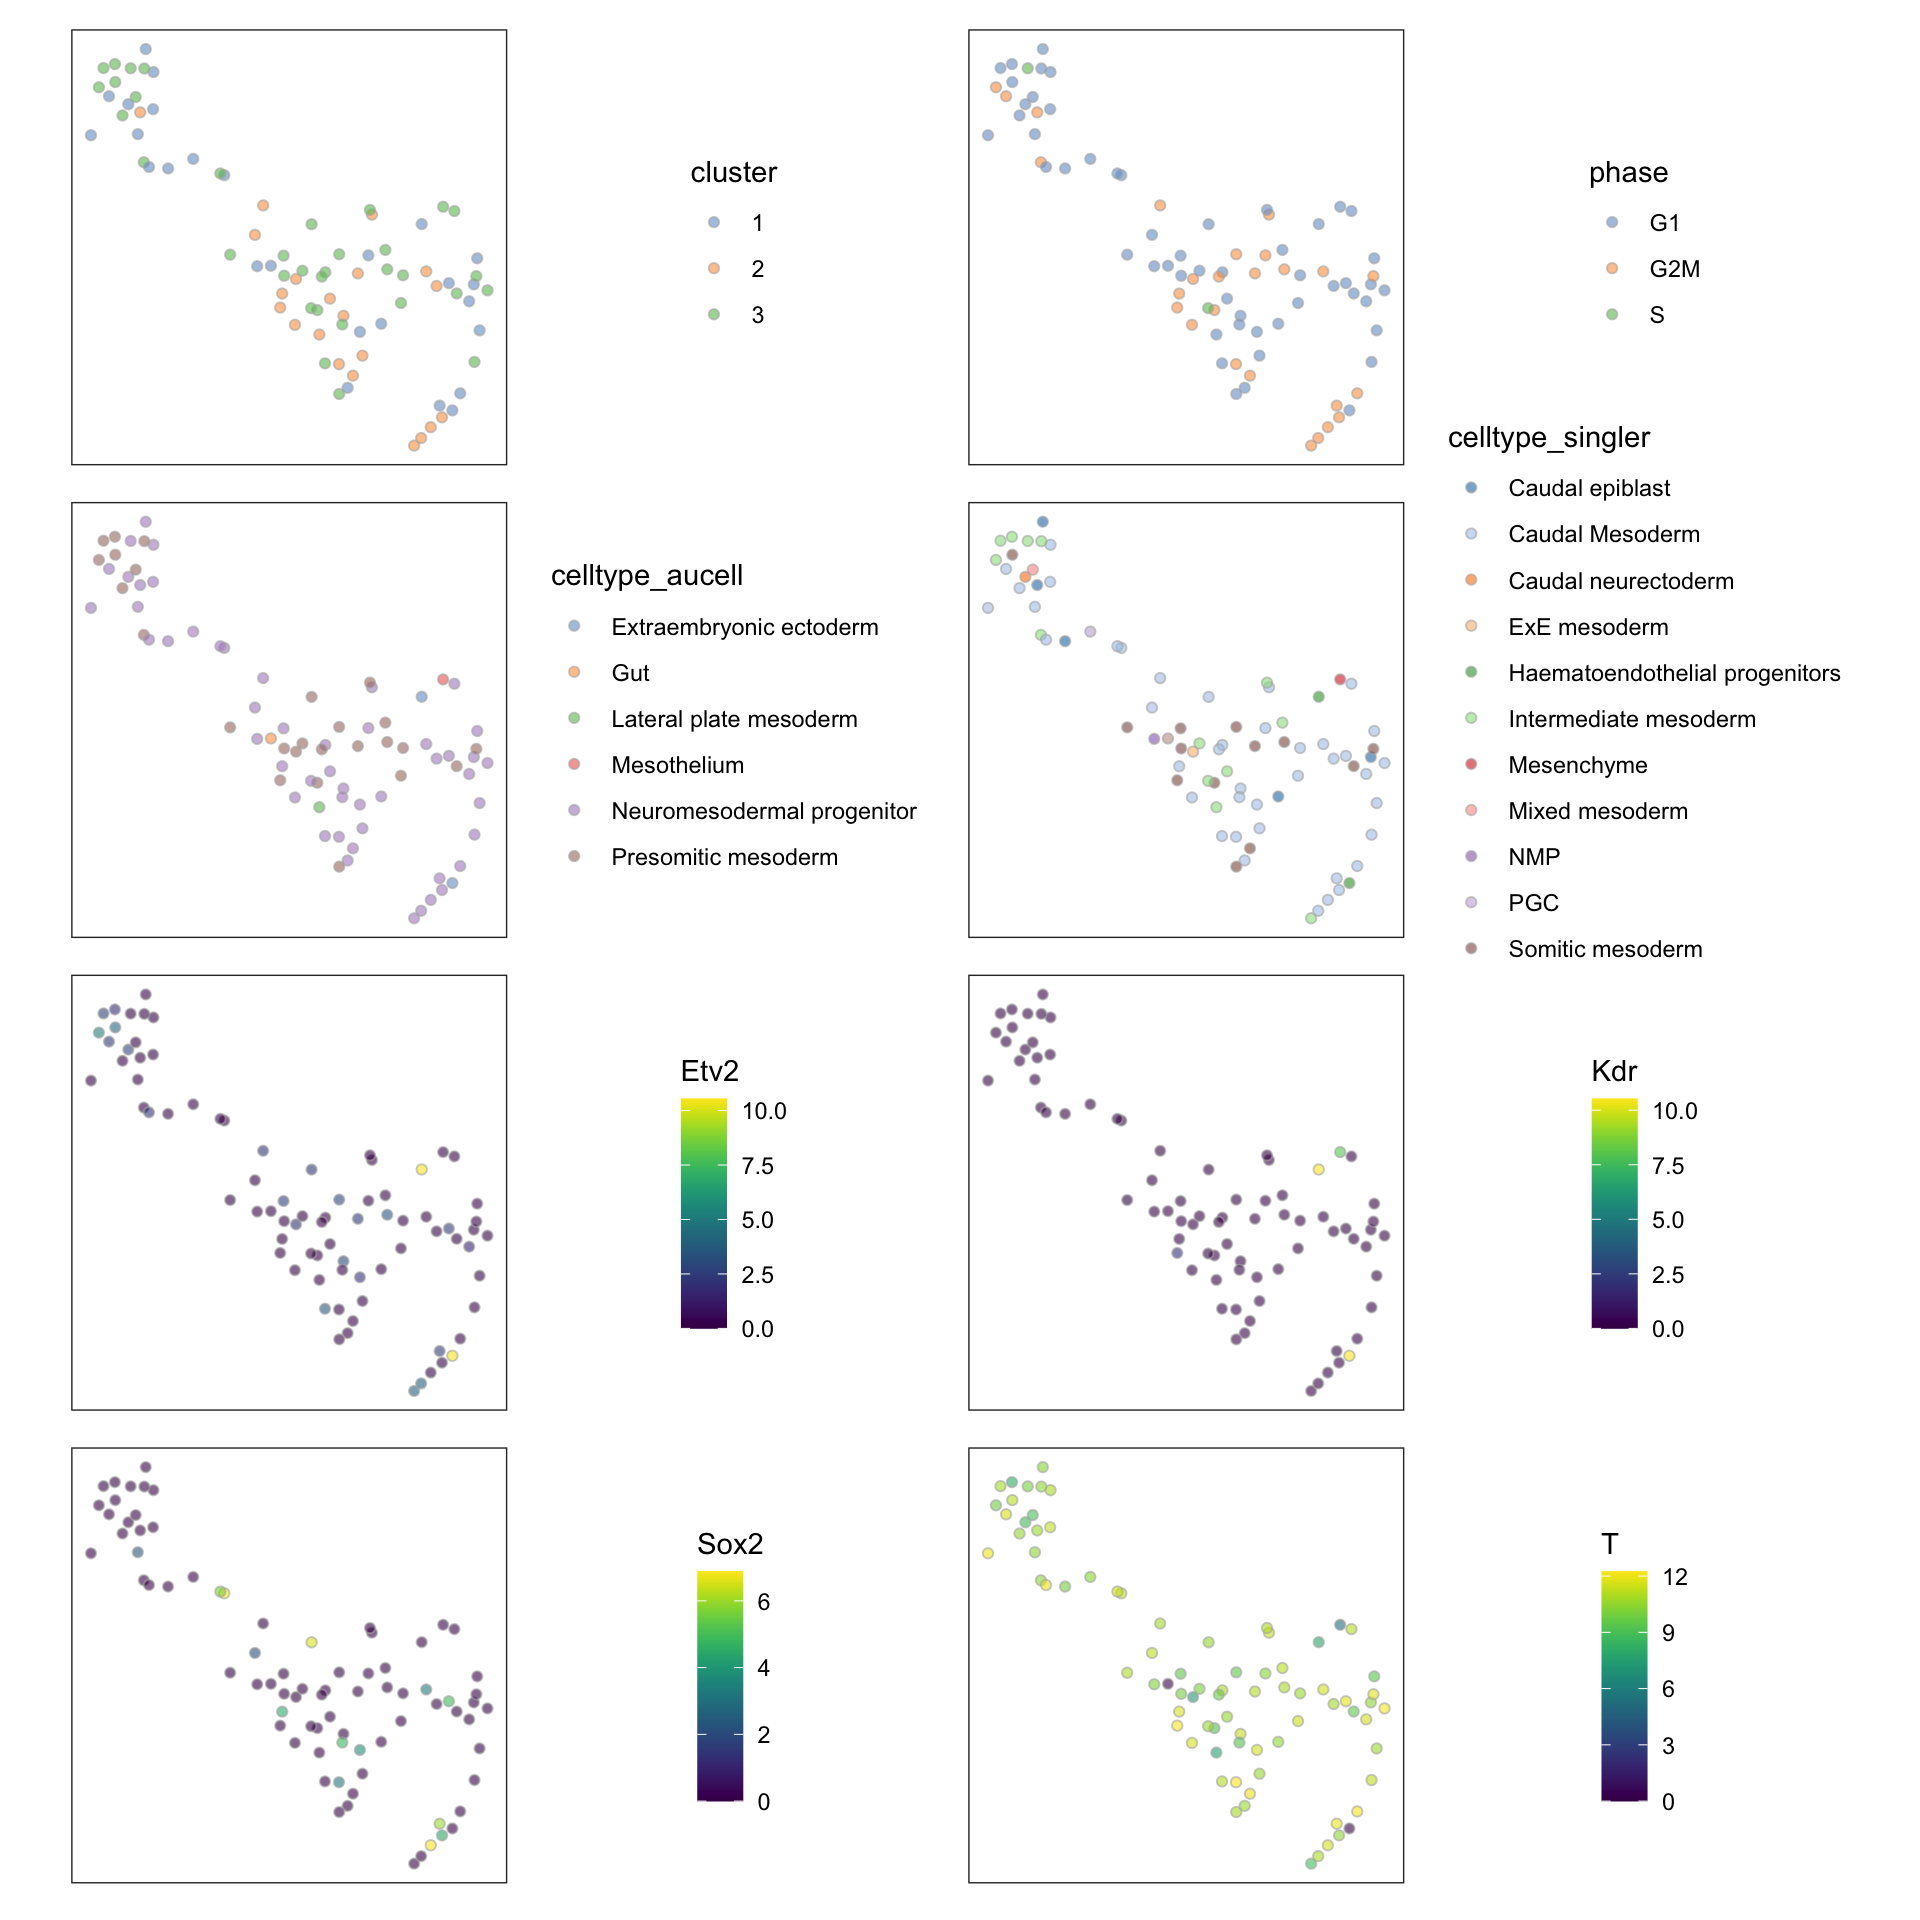 cluster
1
2
3
phase
G1
G2M
S
celltype_aucell
Extraembryonic ectoderm
Gut
Lateral plate mesoderm
Mesothelium
Neuromesodermal progenitor
Presomitic mesoderm
celltype_singler
Caudal epiblast
Caudal Mesoderm
Caudal neurectoderm
ExE mesoderm
Haematoendothelial progenitors
Intermediate mesoderm
Mesenchyme
Mixed mesoderm
NMP
PGC
Somitic mesoderm
Etv2
10.0
7.5
5.0
2.5
0.0
Kdr
10.0
7.5
5.0
2.5
0.0
Sox2
6
4
2
0
T
12
9
6
3
0